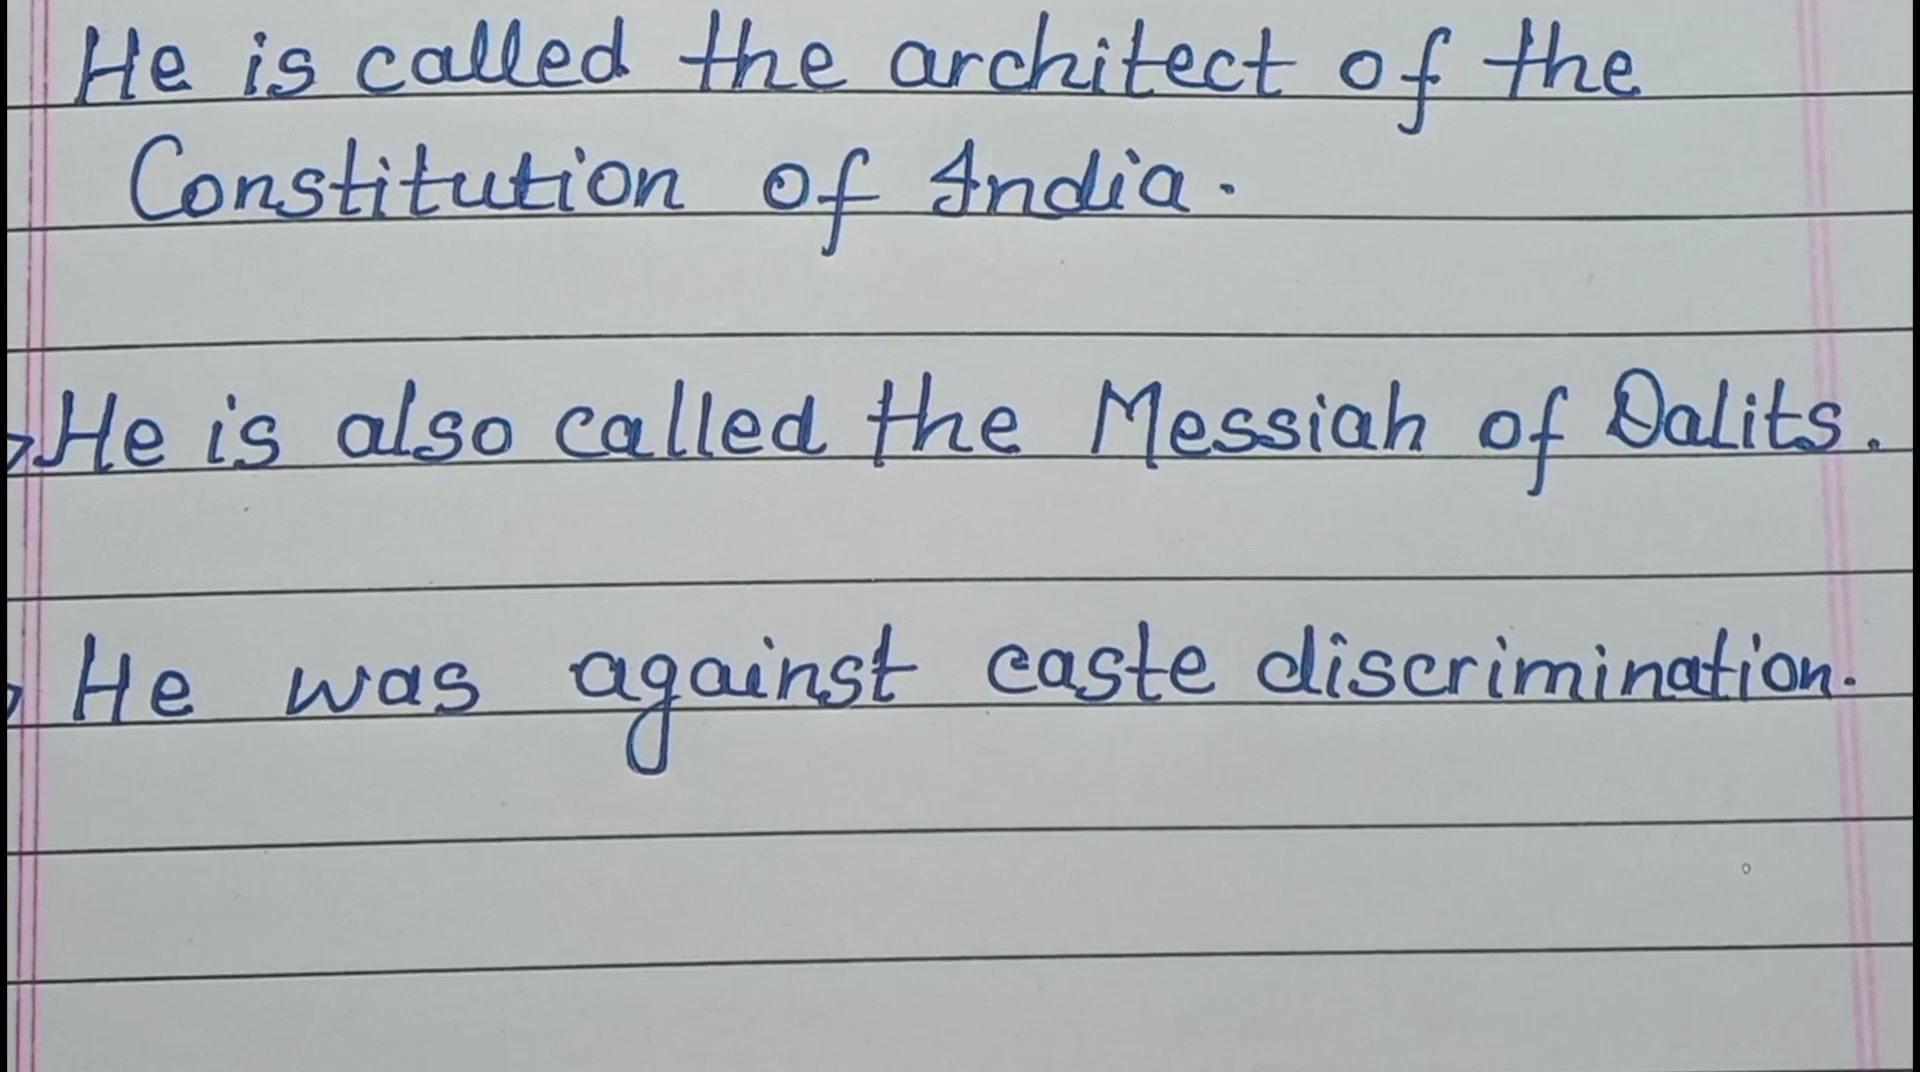 He is called the architect of the
Constitution of India.
He is also called the Messiah of Dalits.
He was against caste discrimination.